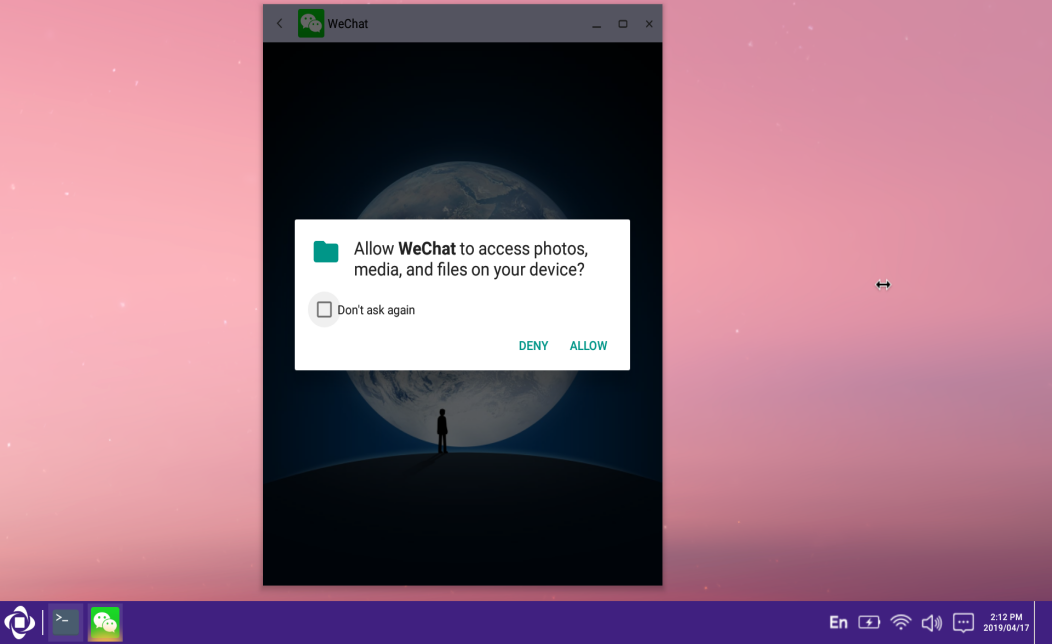 WeChat
Allow WeChat to access photos,
media, and files on your device?
Don't ask again
DENY ALLOW
>_
En
2:12 PM
2019/04/17